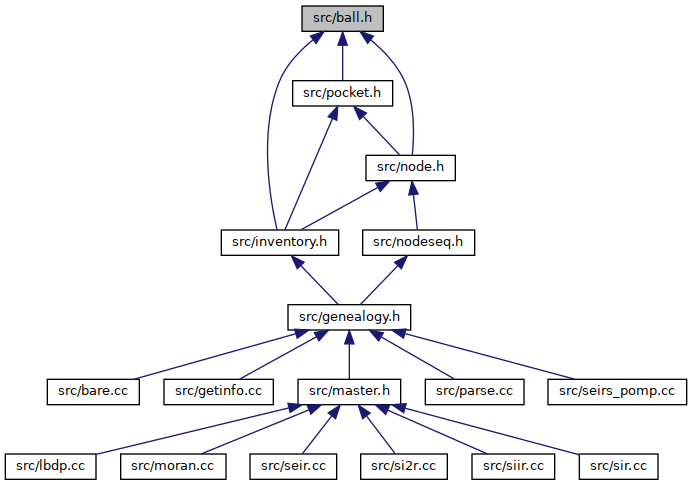 src/ball.h
src/pocket.h
src/node.h
src/inventory.h
src/nodeseq.h
src/genealogy.h
src/bare.cc
src/getinfo.cc
src/master.h
src/parse.cc
src/seirs_pomp.cc
src/lbdp.cc
src/moran.cc
src/seir.cc
src/si2r.cc
src/siir.cc
src/sir.cc